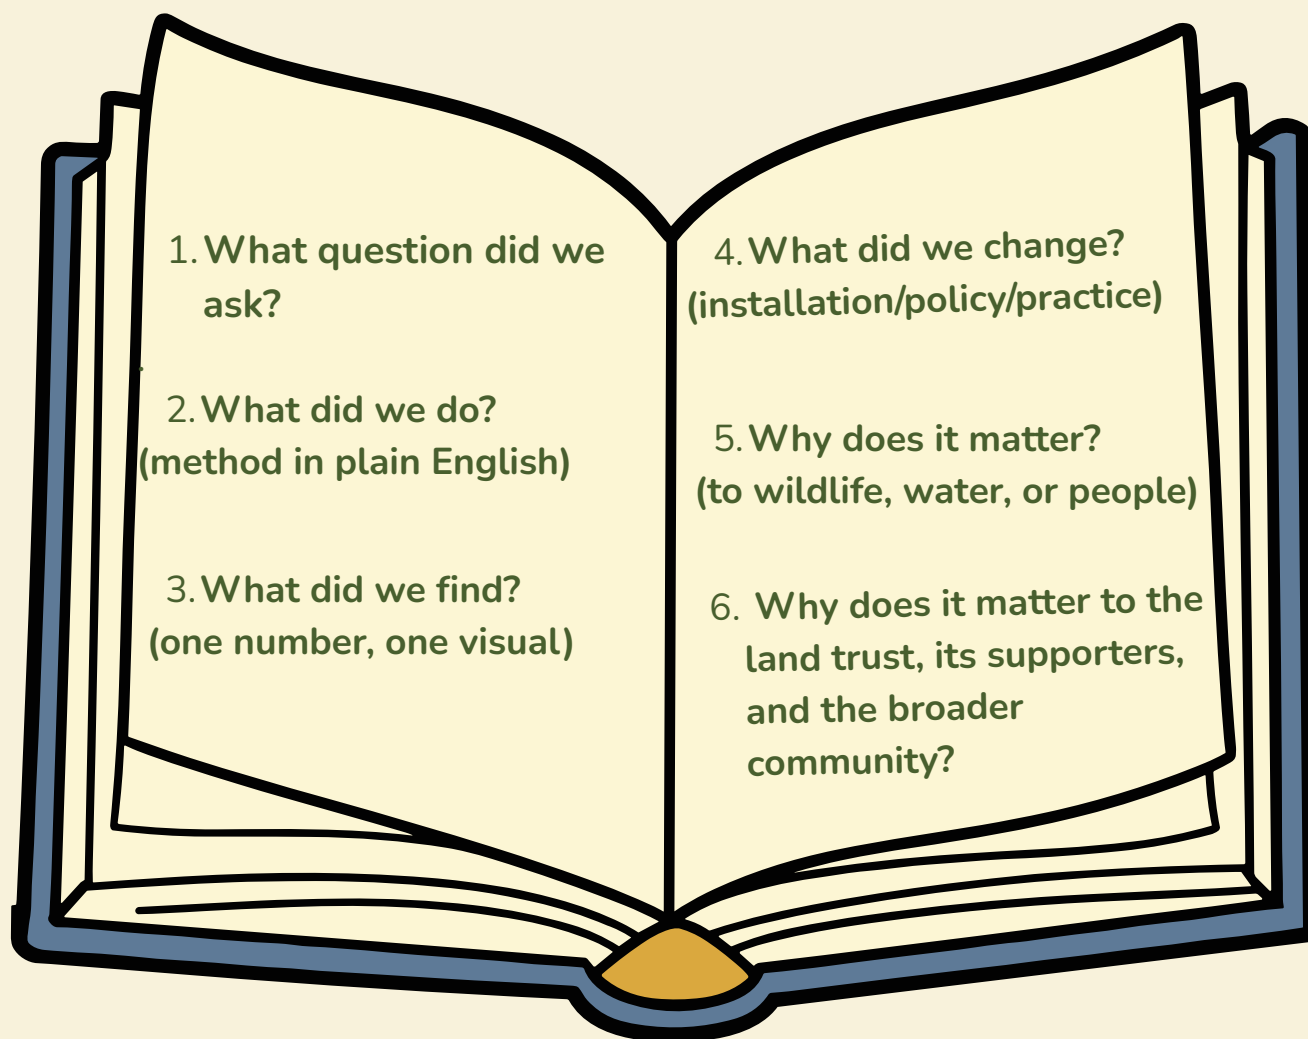 1. What question did we
ask?
2. What did we do?
(method in plain English)
3. What did we find?
(one number, one visual)
4. What did we change?
(installation/policy/practice)
5. Why does it matter?
(to wildlife, water, or people)
6. Why does it matter to the
land trust, its supporters,
and the broader
community?